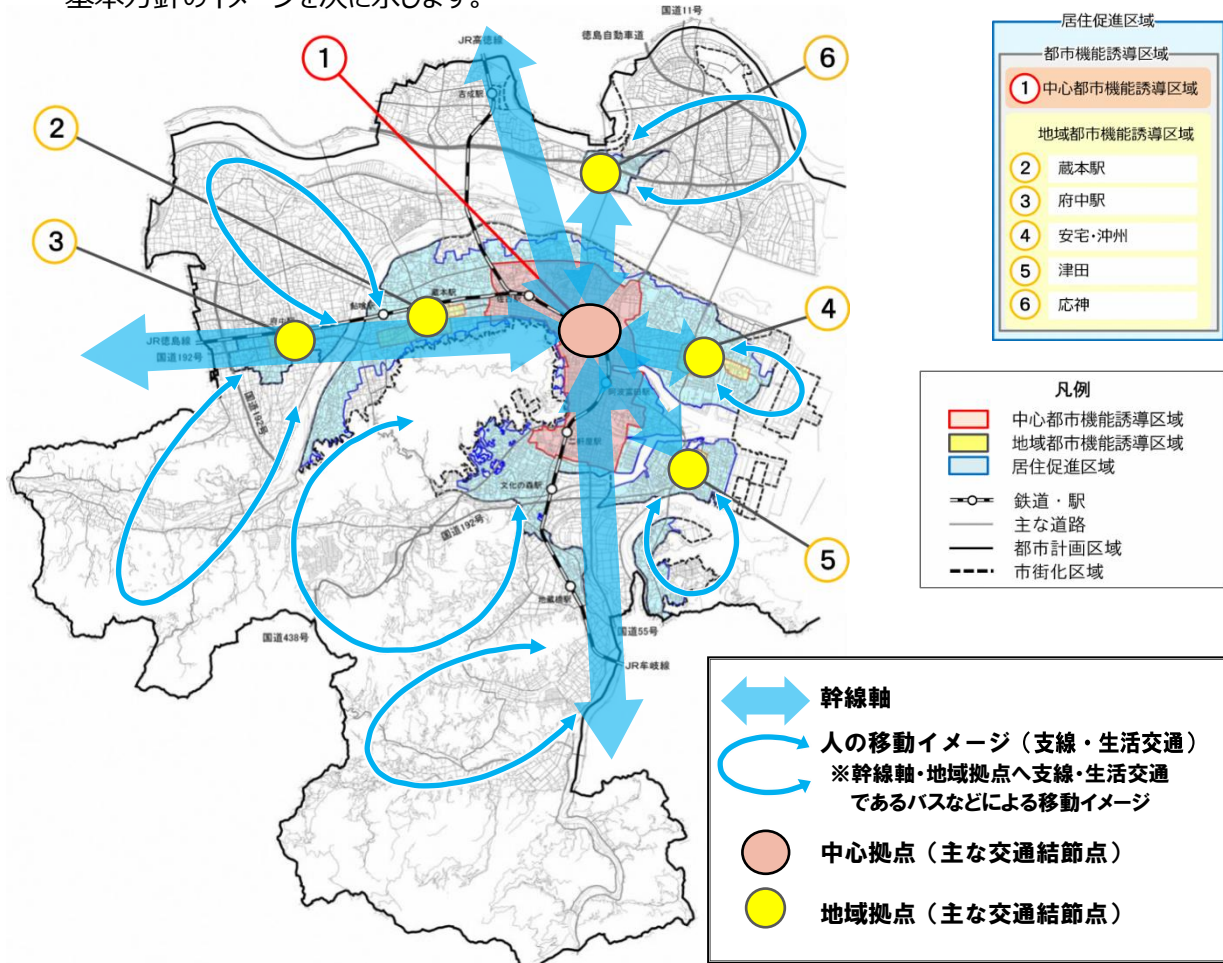 基本方針のイメージを次に示します。
国道11号
徳島自動車道
JR高徳線
①
⑥
古成駅
②
③
蔵本駅
鮎喰駅
府中駅
④
JR徳島線
国道192号
阿波富田駅
二軒屋駅
国道192号
文化の森駅
国道192号
⑤
地蔵橋駅
国道438号
国道55号
JR牟岐線
居住促進区域
都市機能誘導区域
① 中心都市機能誘導区域
地域都市機能誘導区域
② 蔵本駅
③ 府中駅
④ 安宅・沖州
⑤ 津田
⑥ 応神
凡例
中心都市機能誘導区域
地域都市機能誘導区域
居住促進区域
鉄道・駅
主な道路
都市計画区域
市街化区域
幹線軸
人の移動イメージ（支線・生活交通）
※幹線軸・地域拠点へ支線・生活交通
であるバスなどによる移動イメージ
中心拠点（主な交通結節点）
地域拠点（主な交通結節点）